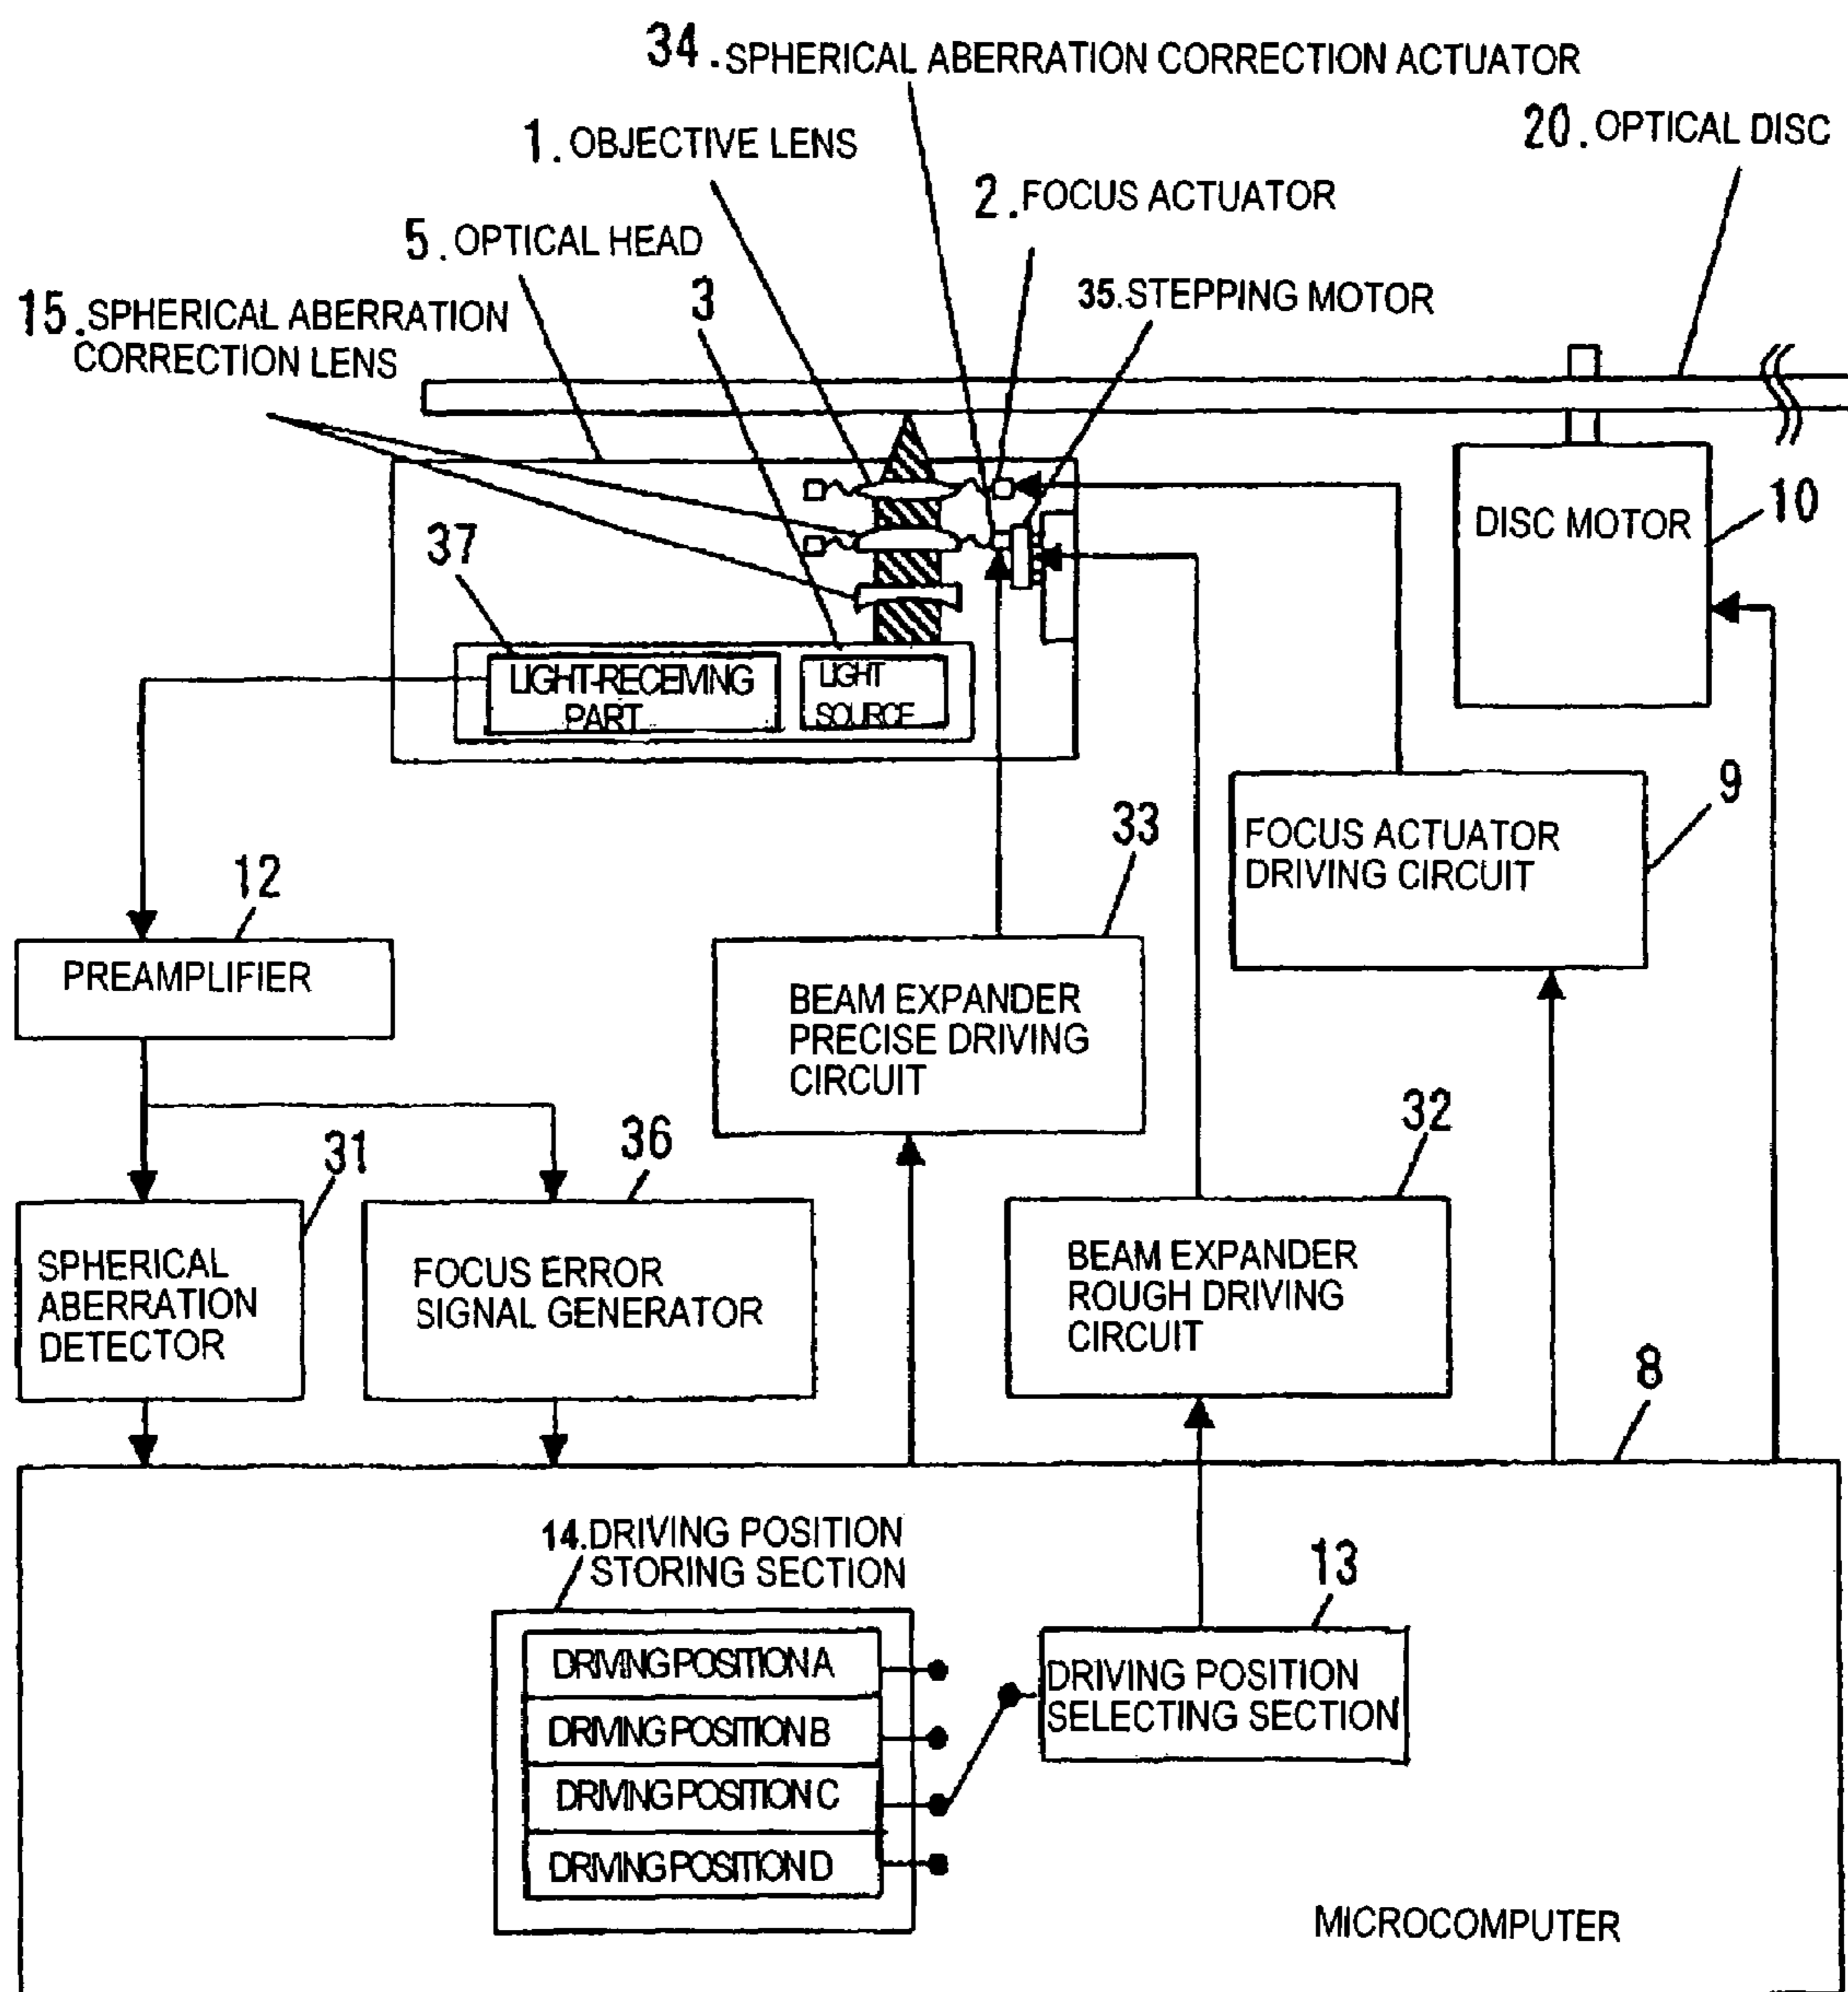 34.SPHERICAL ABERRATION CORRECTION ACTUATOR
1.OBJECTIVE LENS
20.OPTICAL DISC
2.FOCUS ACTUATOR
5.OPTICAL HEAD
3
35.STEPPING MOTOR
15.SPHERICAL ABERRATION
CORRECTION LENS
10
DISC MOTOR
37
LIGHT-RECEIVING
PART
LIGHT
SOURCE
9
FOCUS ACTUATOR
DRIVING CIRCUIT
33
12
PREAMPLIFIER
BEAM EXPANDER
PRECISE DRIVING
CIRCUIT
32
31
36
SPHERICAL
ABERRATION
DETECTOR
FOCUS ERROR
SIGNAL GENERATOR
BEAM EXPANDER
ROUGH DRIVING
CIRCUIT
8
14.DRIVING POSITION
STORING SECTION
13
DRIVING POSITION A
DRIVING POSITION B
DRIVING POSITION C
DRIVING POSITION D
DRIVING POSITION
SELECTING SECTION
MICROCOMPUTER